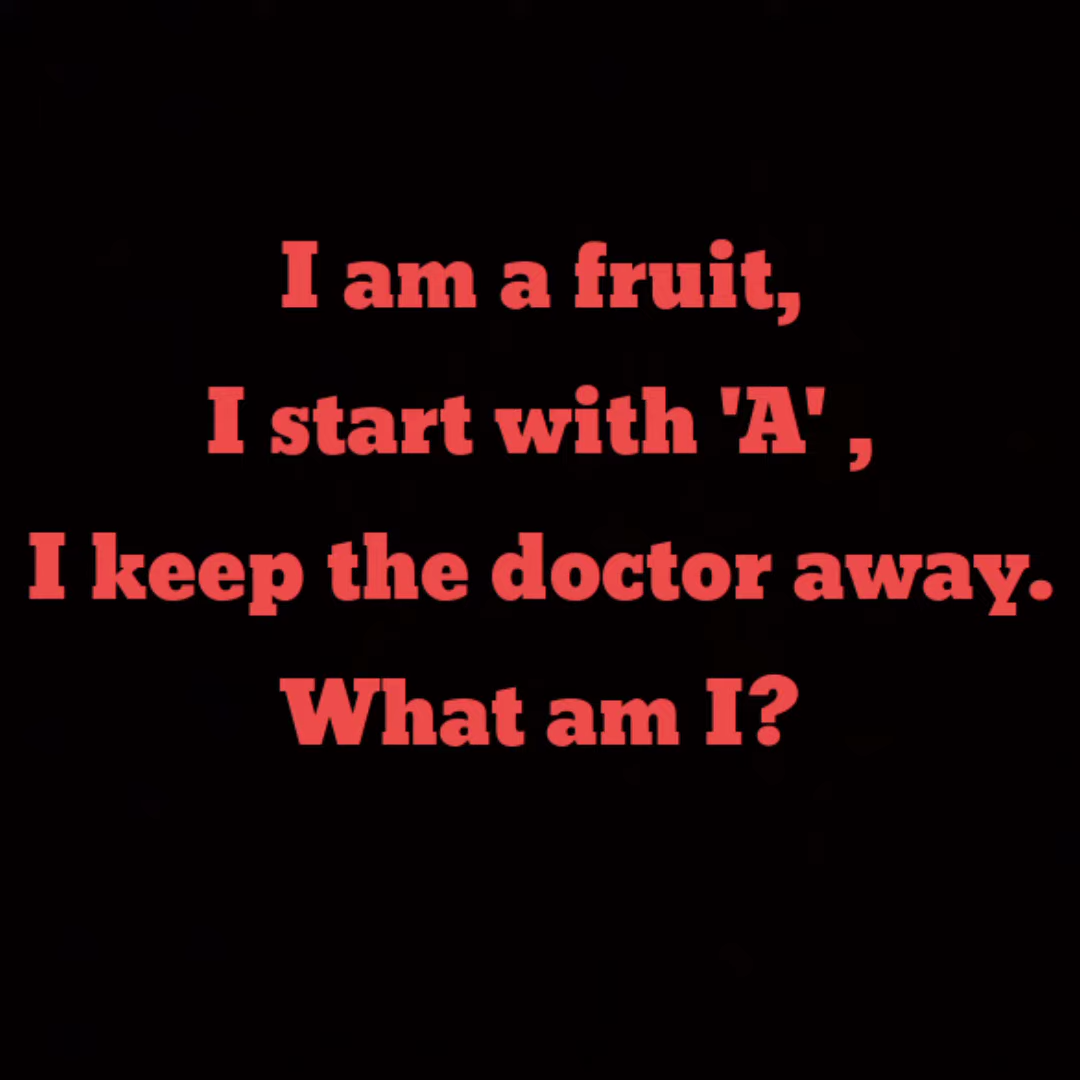 I am a fruit,
I start with 'A' ,
I keep the doctor away.
What am I?